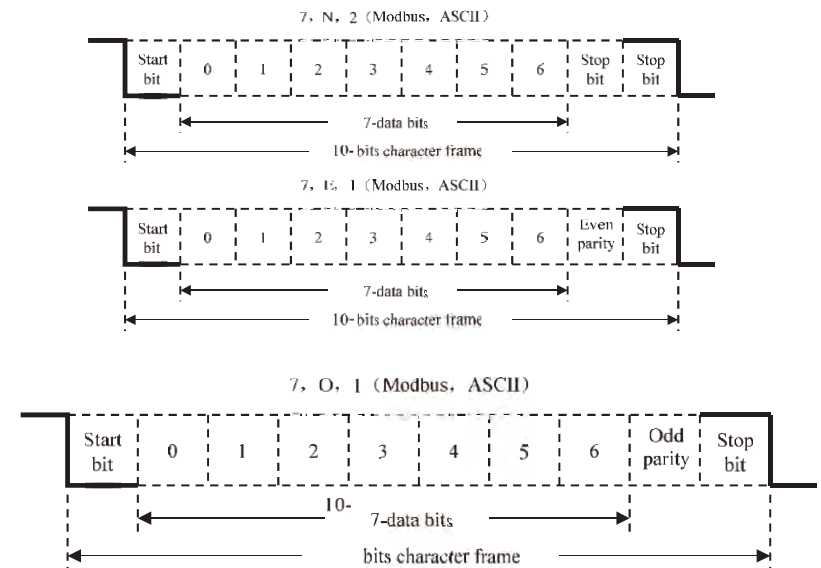 7, N, 2 (Modbus, ASCII)
Start bit 0 1 2 3 4 5 6 Stop bit Stop bit
7-data bits
10- bits character frame
7, E, 1 (Modbus, ASCII)
Start bit 0 1 2 3 4 5 6 Even parity Stop bit
7-data bits
10- bits character frame
7, O, 1 (Modbus, ASCII)
Start bit 0 1 2 3 4 5 6 Odd parity Stop bit
10-
7-data bits
bits character frame